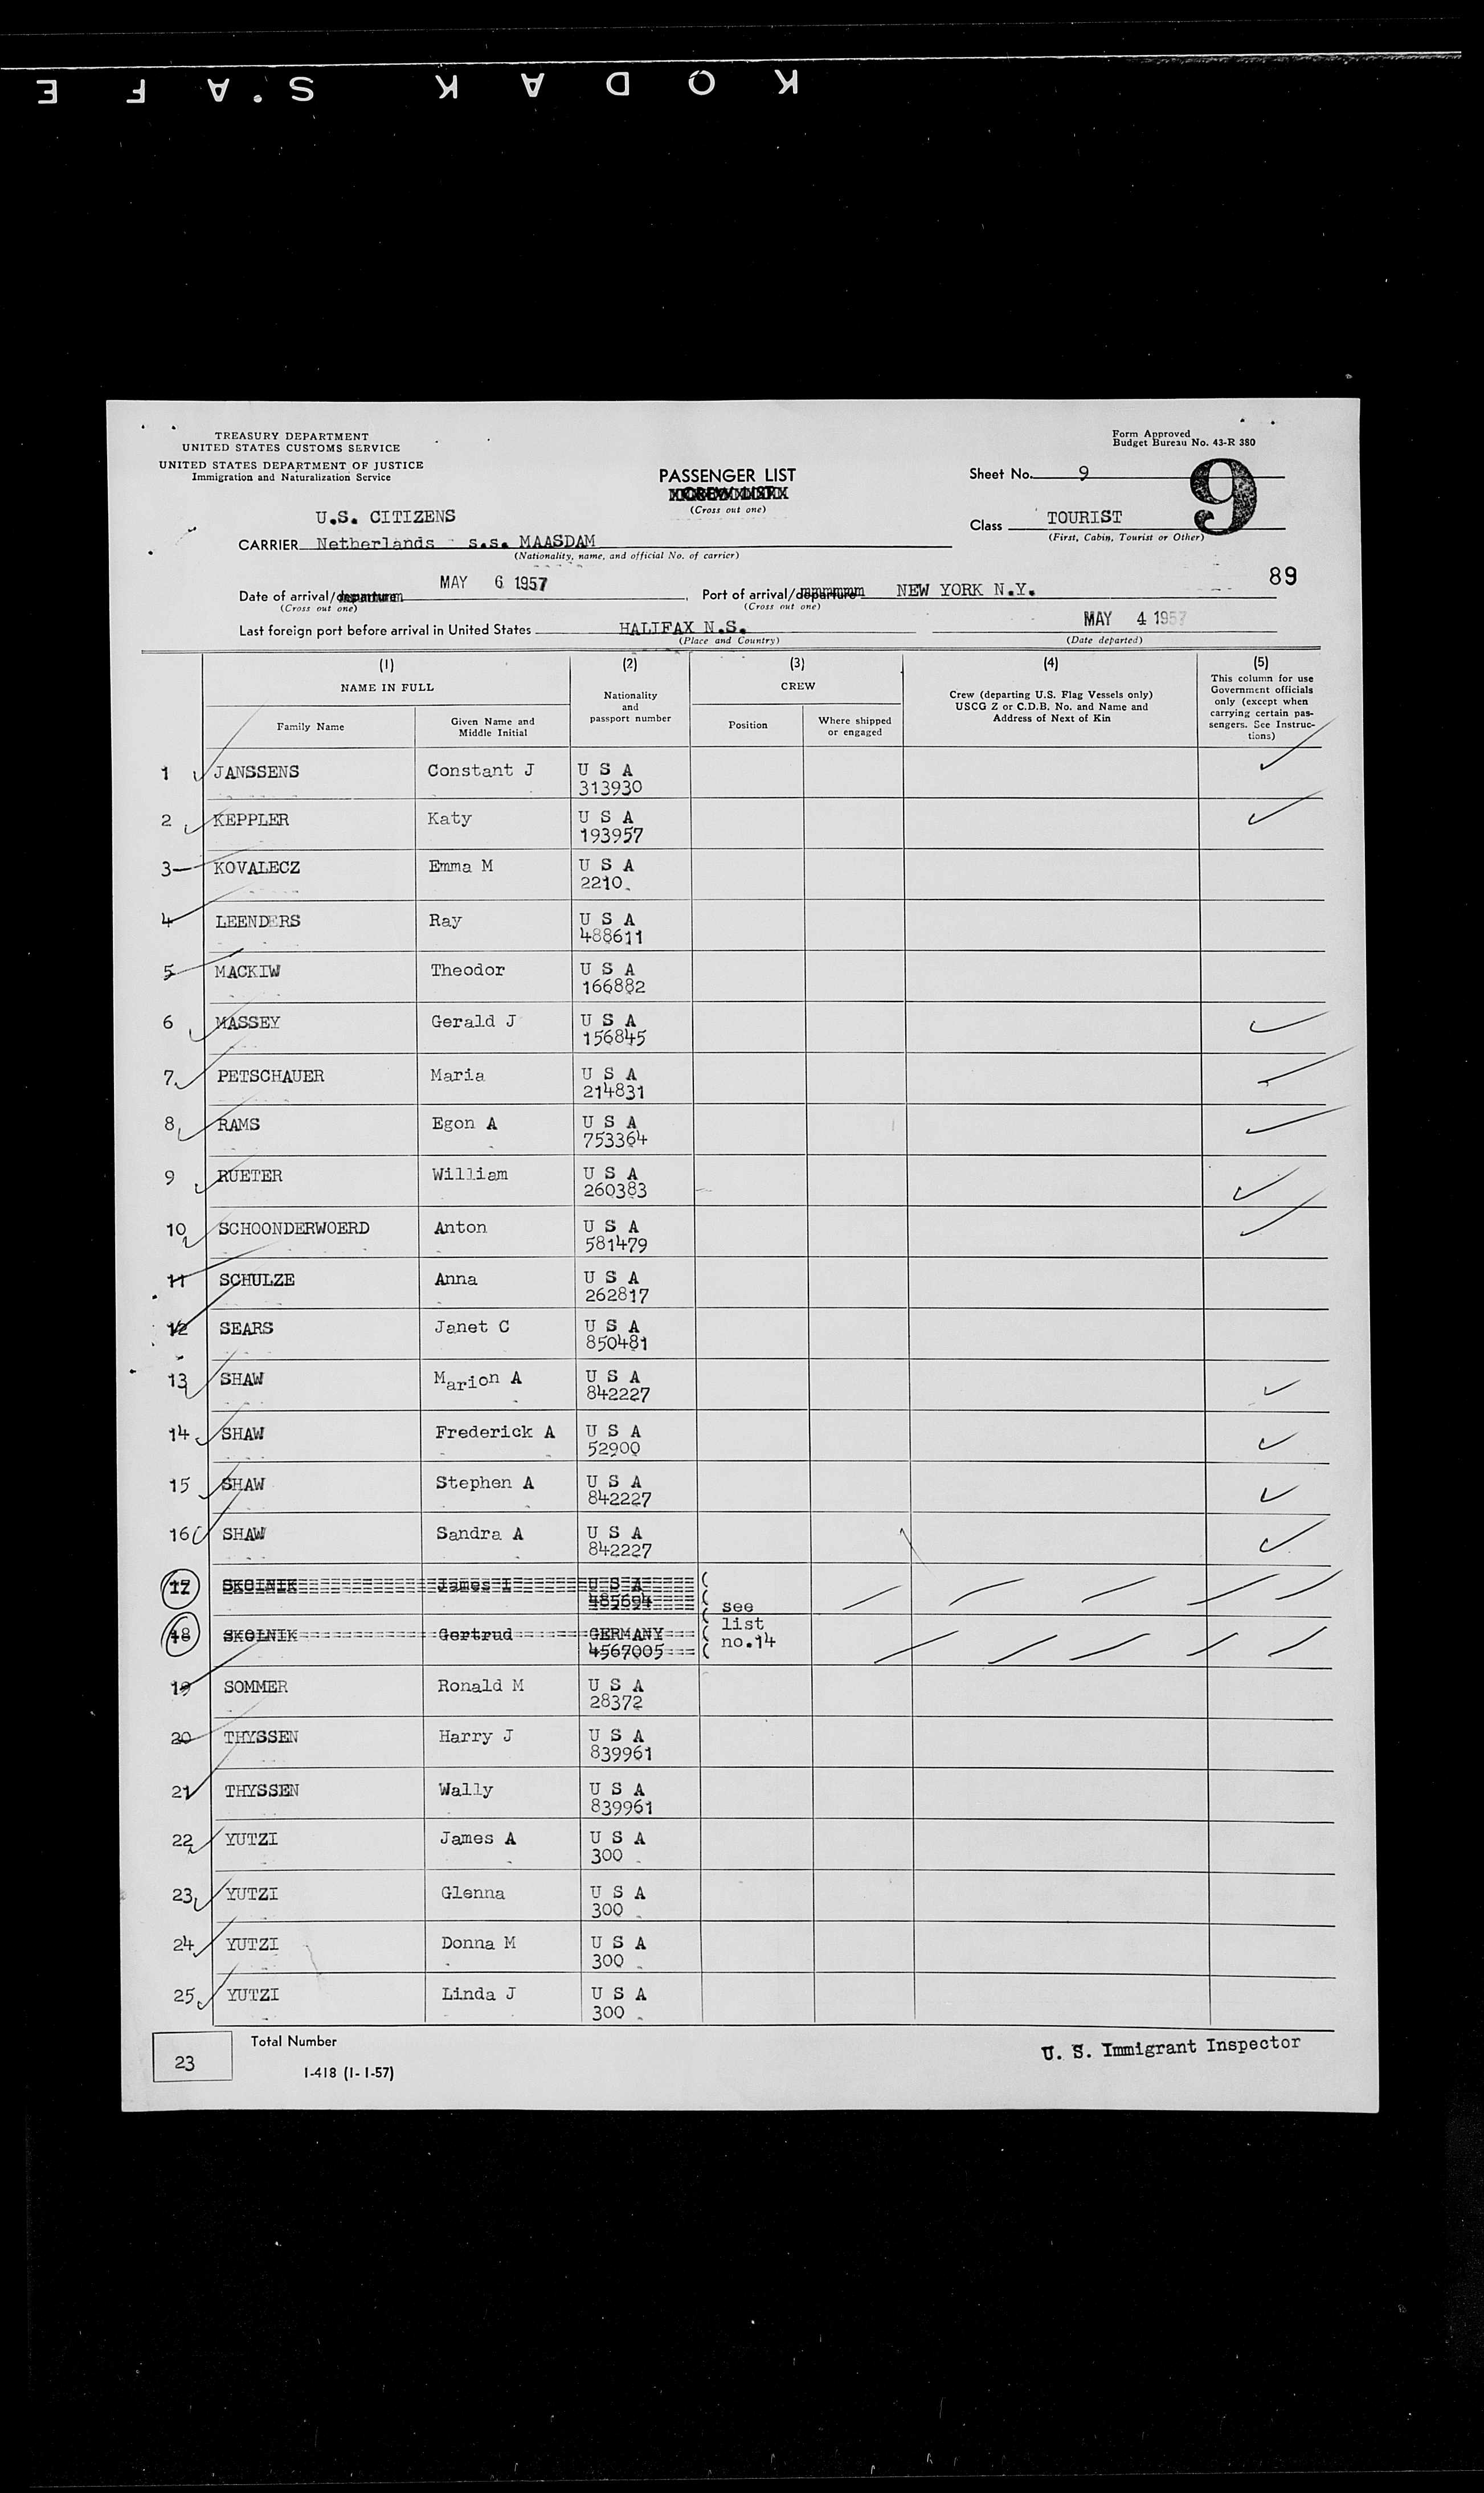 KODAK SAFE
TREASURY DEPARTMENT
UNITED STATES CUSTOMS SERVICE
UNITED STATES DEPARTMENT OF JUSTICE
Immigration and Naturalization Service
Form Approved
Budget Bureau No. 43-R 380
PASSENGER LIST
CREW LIST
(Cross out one)
Sheet No. 9
9
U.S. CITIZENS
CARRIER Netherlands s.s. MAASDAM
(Nationality, name, and official No. of carrier)
Class TOURIST
(First, Cabin, Tourist or Other)
89
Date of arrival/departure MAY 6 1957
(Cross out one)
Port of arrival/departure NEW YORK N.Y.
(Cross out one)
Last foreign port before arrival in United States HALIFAX N.S.
(Place and Country)
MAY 4 1957
(Date departed)
(1) (2) (3) (4) (5)
NAME IN FULL
Family Name
Given Name and
Middle Initial
Nationality
and
passport number
CREW
Position
Where shipped
or engaged
Crew (departing U.S. Flag Vessels only)
USCG Z or C.D.B. No. and Name and
Address of Next of Kin
This column for use
Government officials
only (except when
carrying certain pas-
sengers. See Instruc-
tions)
1 JANSSENS Constant J U S A
313930
2 KEPPLER Katy U S A
193957
3 KOVALECZ Emma M U S A
2210
4 LEENDERS Ray U S A
488611
5 MACKIW Theodor U S A
166882
6 MASSEY Gerald J U S A
156845
7 PETSCHAUER Maria U S A
214831
8 RAMS Egon A U S A
753364
9 RUETER William U S A
260383
10 SCHOONDERWOERD Anton U S A
581479
11 SCHULZE Anna U S A
262817
12 SEARS Janet C U S A
850481
13 SHAW Marion A U S A
842227
14 SHAW Frederick A U S A
52900
15 SHAW Stephen A U S A
842227
16 SHAW Sandra A U S A
842227
17 SKOLNIK James I U S A
485694
see
list
no.14
18 SKOLNIK Gertrud GERMANY
4567005
19 SOMMER Ronald M U S A
28372
20 THYSSEN Harry J U S A
839961
21 THYSSEN Wally U S A
839961
22 YUTZI James A U S A
300
23 YUTZI Glenna U S A
300
24 YUTZI Donna M U S A
300
25 YUTZI Linda J U S A
300
23
Total Number
I-418 (1-1-57)
U. S. Immigrant Inspector